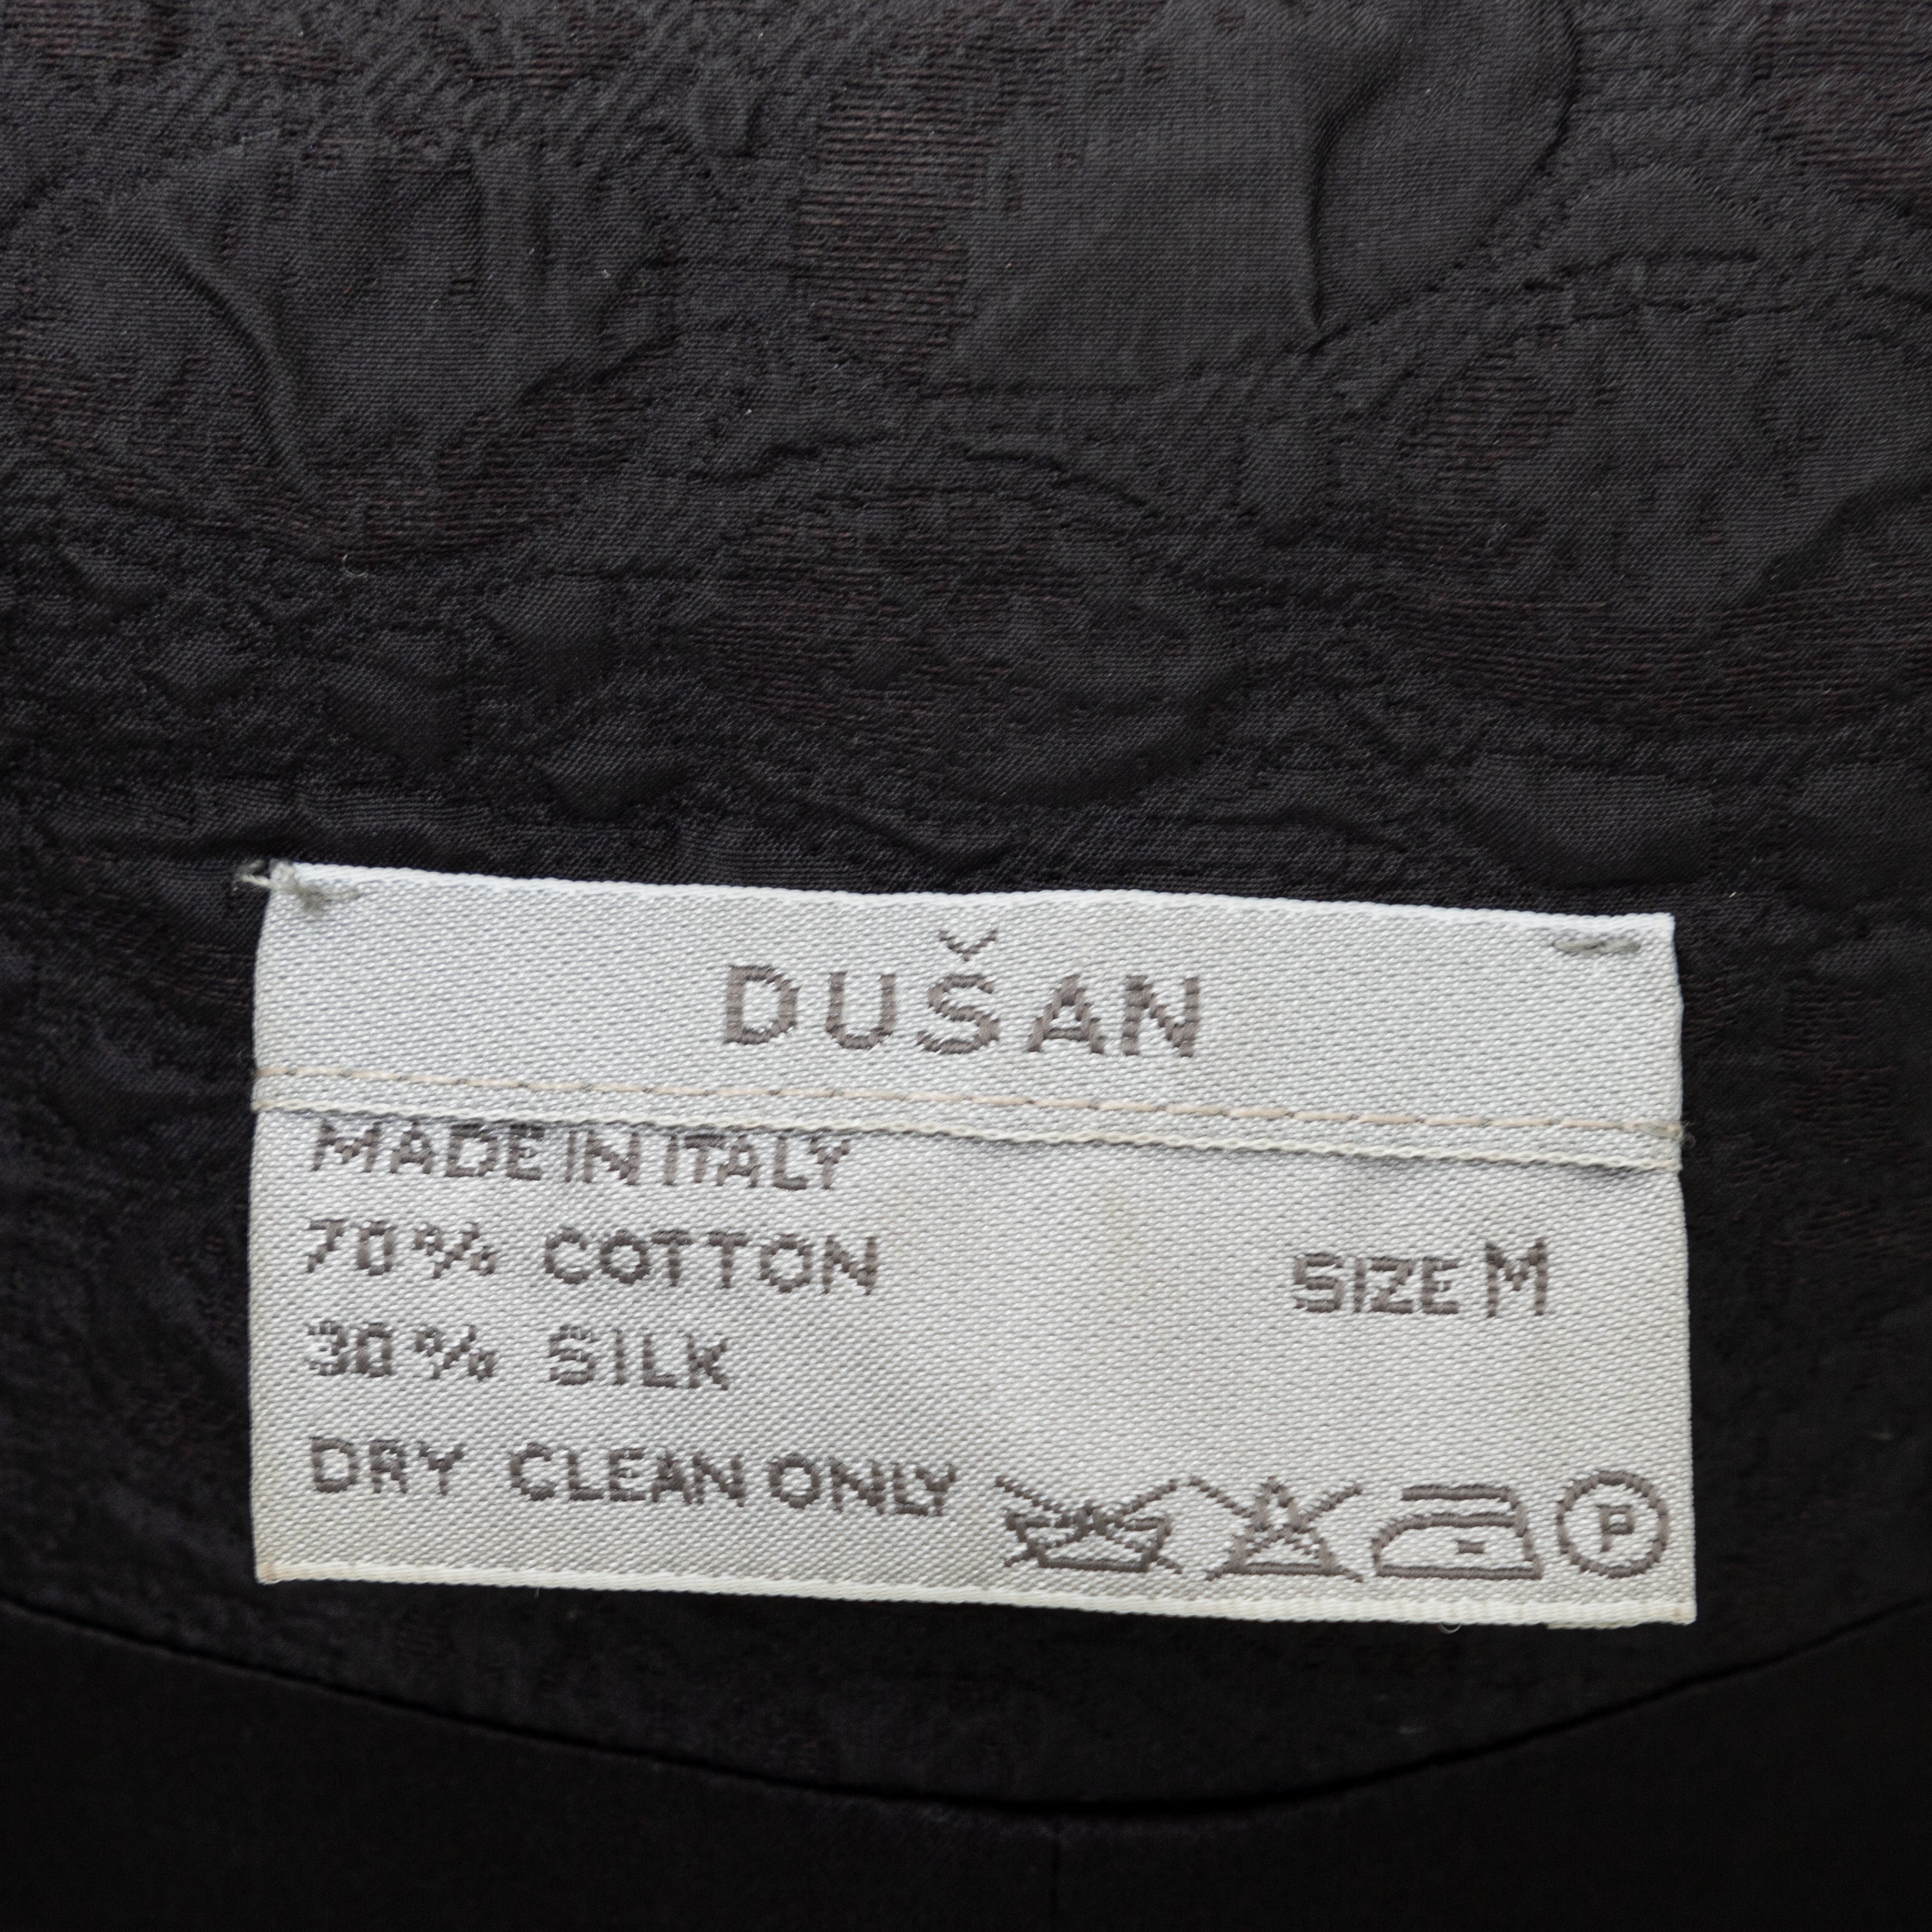 DUŠAN
MADE IN ITALY
70% COTTON
SIZE M
30% SILK
DRY CLEAN ONLY
P